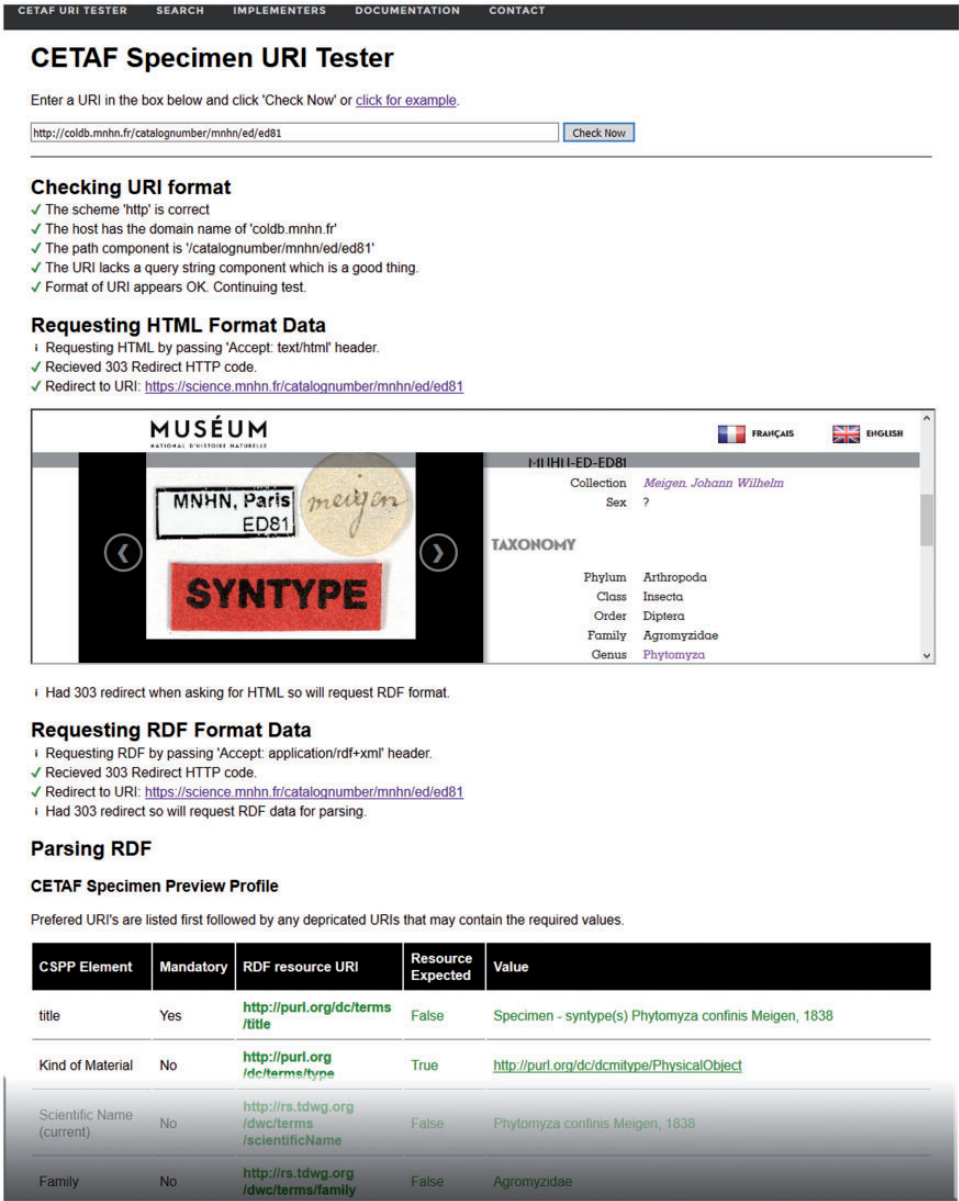 CETAF URI TESTER SEARCH IMPLEMENTERS DOCUMENTATION CONTACT
CETAF Specimen URI Tester
Enter a URI in the box below and click 'Check Now' or click for example.
http://coldb.mnhn.fr/catalognumber/mnhn/ed/ed81 Check Now
Checking URI format
✓ The scheme 'http' is correct
✓ The host has the domain name of 'coldb.mnhn.fr'
✓ The path component is '/catalognumber/mnhn/ed/ed81'
✓ The URI lacks a query string component which is a good thing.
✓ Format of URI appears OK. Continuing test.
Requesting HTML Format Data
i Requesting HTML by passing 'Accept: text/html' header.
✓ Recieved 303 Redirect HTTP code.
✓ Redirect to URI: https://science.mnhn.fr/catalognumber/mnhn/ed/ed81
MUSÉUM
NATIONAL D'HISTOIRE NATURELLE
FRANÇAIS ENGLISH
MNHN-ED-ED81
MNHN, Paris
ED81
meigen
SYNTYPE
Collection Meigen, Johann Wilhelm
Sex ?
TAXONOMY
Phylum Arthropoda
Class Insecta
Order Diptera
Family Agromyzidae
Genus Phytomyza
i Had 303 redirect when asking for HTML so will request RDF format.
Requesting RDF Format Data
i Requesting RDF by passing 'Accept: application/rdf+xml' header.
✓ Recieved 303 Redirect HTTP code.
✓ Redirect to URI: https://science.mnhn.fr/catalognumber/mnhn/ed/ed81
i Had 303 redirect so will request RDF data for parsing.
Parsing RDF
CETAF Specimen Preview Profile
Prefered URI's are listed first followed by any depricated URIs that may contain the required values.
CSPP Element Mandatory RDF resource URI Resource Expected Value
title Yes http://purl.org/dc/terms/title False Specimen - syntype(s) Phytomyza confinis Meigen, 1838
Kind of Material No http://purl.org/dc/terms/type True http://purl.org/dc/dcmitype/PhysicalObject
Scientific Name (current) No http://rs.tdwg.org/dwc/terms/scientificName False Phytomyza confinis Meigen, 1838
Family No http://rs.tdwg.org/dwc/terms/family False Agromyzidae